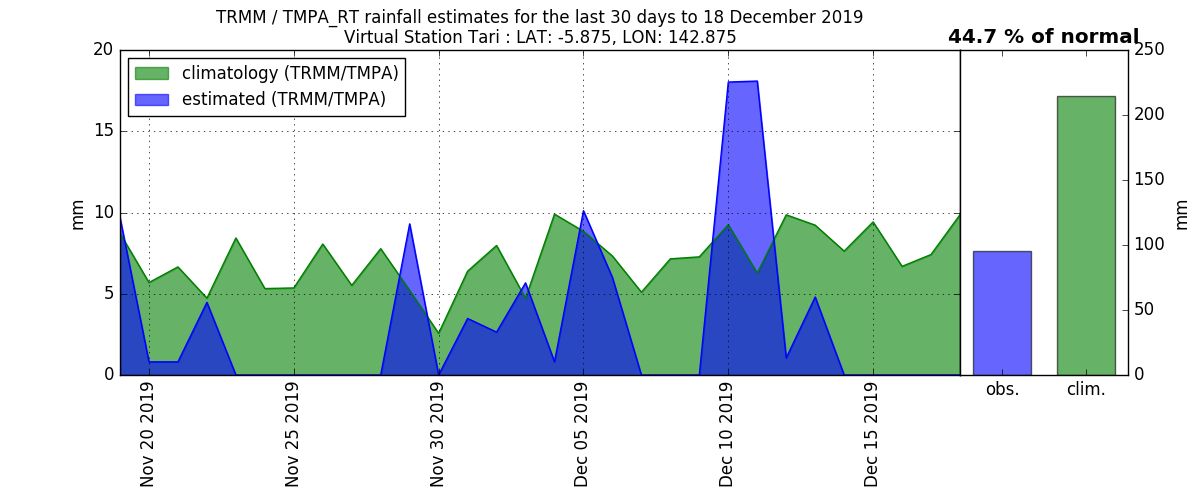 TRMM / TMPA_RT rainfall estimates for the last 30 days to 18 December 2019
Virtual Station Tari : LAT: -5.875, LON: 142.875
44.7 % of normal
climatology (TRMM/TMPA)
estimated (TRMM/TMPA)
20
15
10
5
0
mm
Nov 20 2019
Nov 25 2019
Nov 30 2019
Dec 05 2019
Dec 10 2019
Dec 15 2019
250
200
150
100
50
0
mm
obs.
clim.